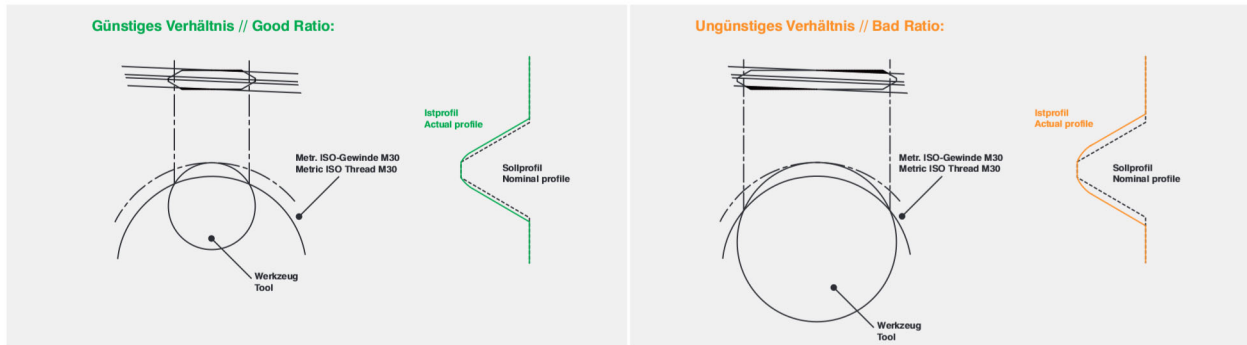 Günstiges Verhältnis // Good Ratio:
Istprofil
Actual profile
Metr. ISO-Gewinde M30
Metric ISO Thread M30
Sollprofil
Nominal profile
Werkzeug
Tool
Ungünstiges Verhältnis // Bad Ratio:
Istprofil
Actual profile
Metr. ISO-Gewinde M30
Metric ISO Thread M30
Sollprofil
Nominal profile
Werkzeug
Tool